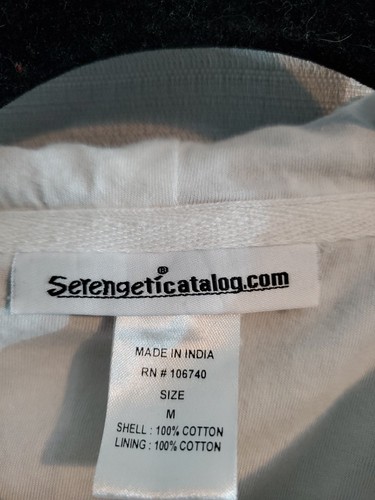 Serengeticatalog.com
MADE IN INDIA
RN # 106740
SIZE
M
SHELL : 100% COTTON
LINING : 100% COTTON